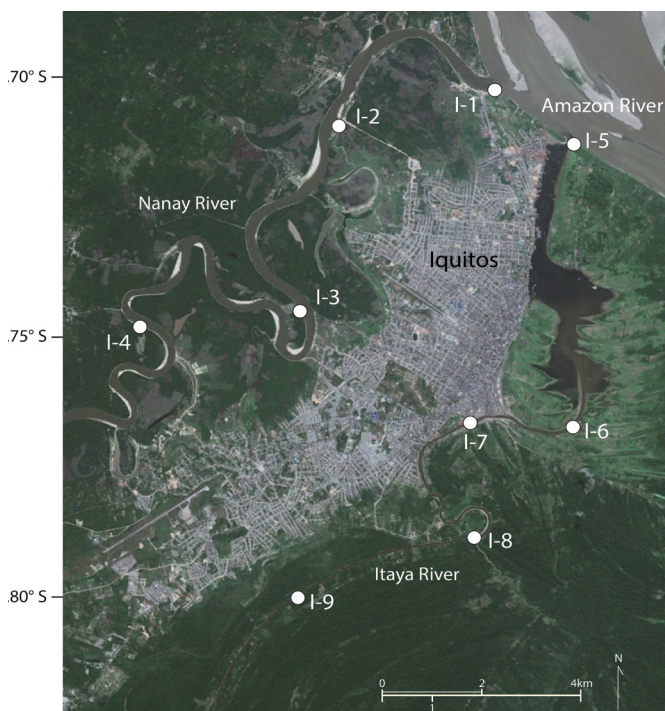 .70° S
I-1
Amazon River
I-2
I-5
Nanay River
Iquitos
I-3
I-4
.75° S
I-7
I-6
I-8
Itaya River
.80° S
I-9
N
0 2 4km
1